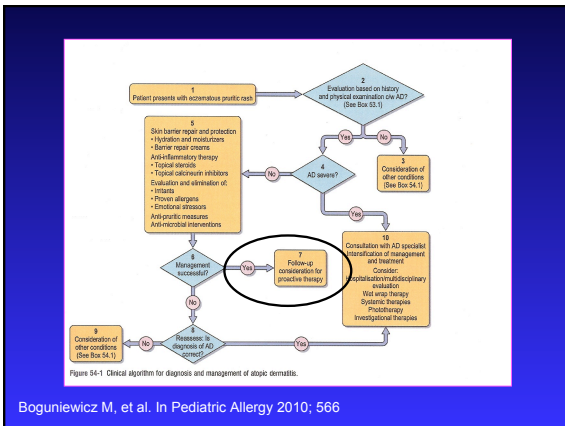 1
Patient presents with eczematous pruritic rash
2
Evaluation based on history
and physical examination c/w AD?
(See Box 53.1)
Yes
No
3
Consideration of
other conditions
(See Box 54.1)
4
AD severe?
No
Yes
5
Skin barrier repair and protection
• Hydration and moisturizers
• Barrier repair creams
Anti-inflammatory therapy
• Topical steroids
• Topical calcineurin inhibitors
Evaluation and elimination of:
• Irritants
• Proven allergens
• Emotional stressors
Anti-pruritic measures
Anti-microbial interventions
6
Management
successful?
Yes
7
Follow-up
consideration for
proactive therapy
No
8
Reassess: Is
diagnosis of AD
correct?
No
9
Consideration of
other conditions
(See Box 54.1)
Yes
10
Consultation with AD specialist
Intensification of management
and treatment
Consider:
Hospitalisation/multidisciplinary
evaluation
Wet wrap therapy
Systemic therapies
Phototherapy
Investigational therapies
Figure 54-1 Clinical algorithm for diagnosis and management of atopic dermatitis.
Boguniewicz M, et al. In Pediatric Allergy 2010; 566